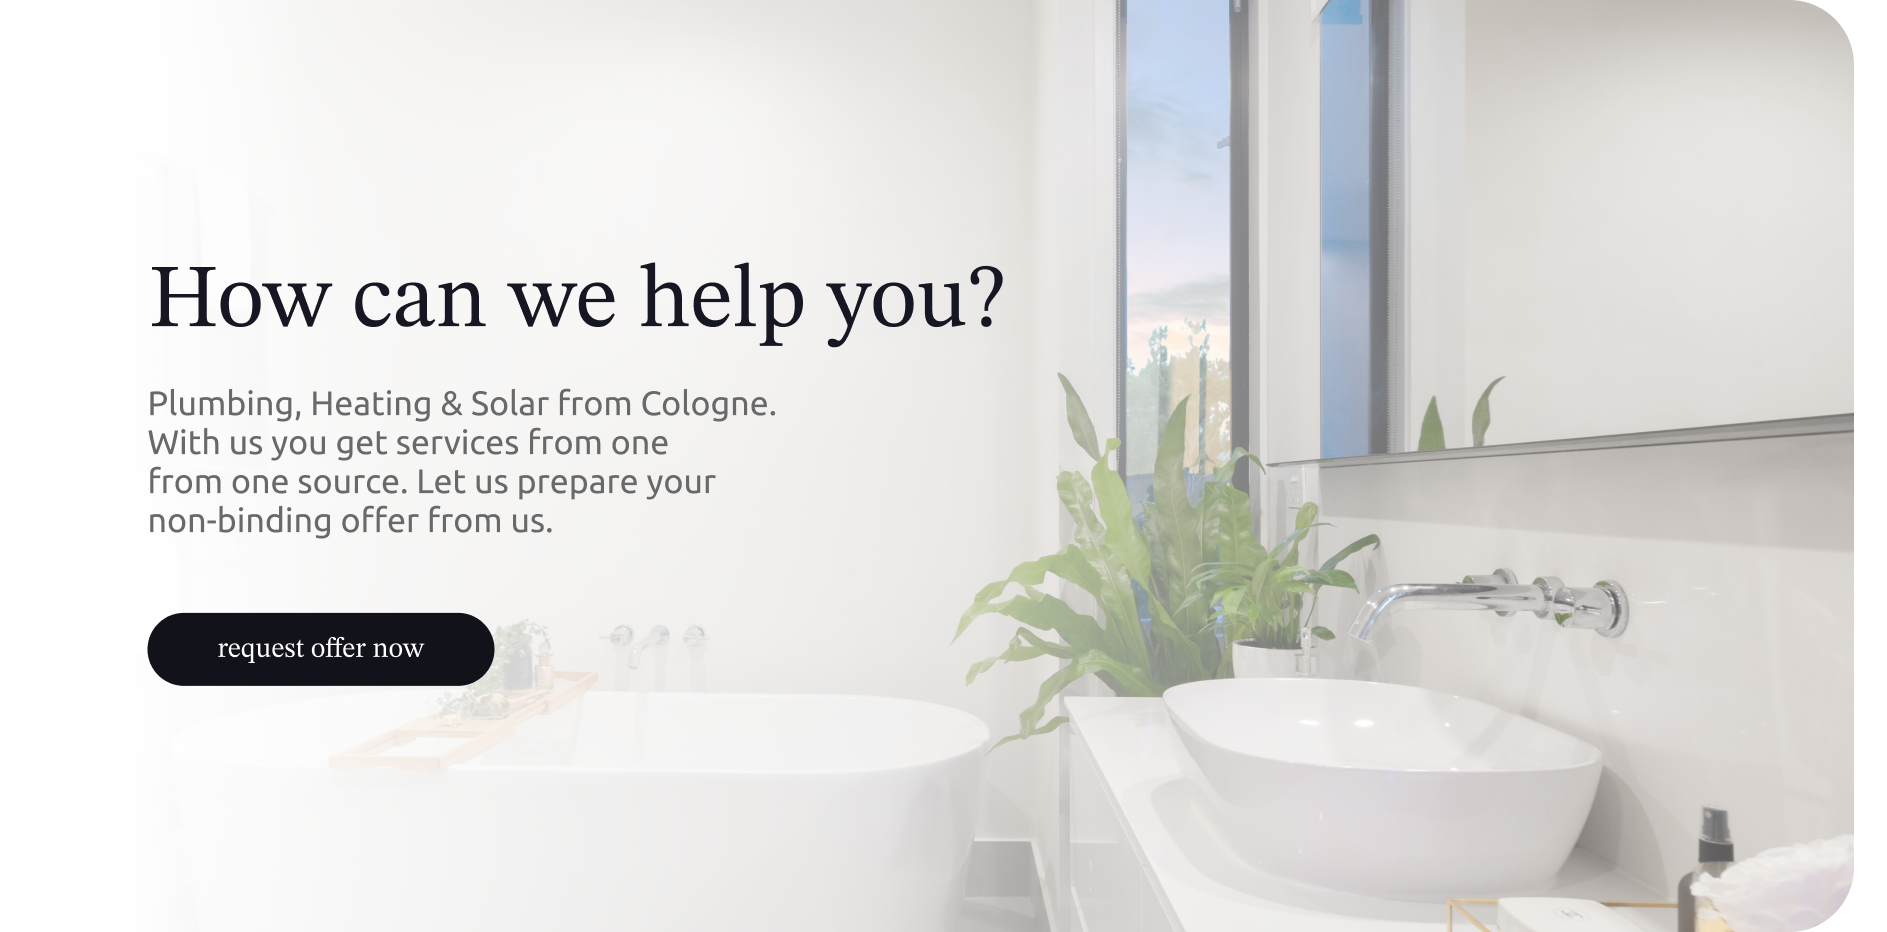 How can we help you?
Plumbing, Heating & Solar from Cologne.
With us you get services from one
from one source. Let us prepare your
non-binding offer from us.
request offer now